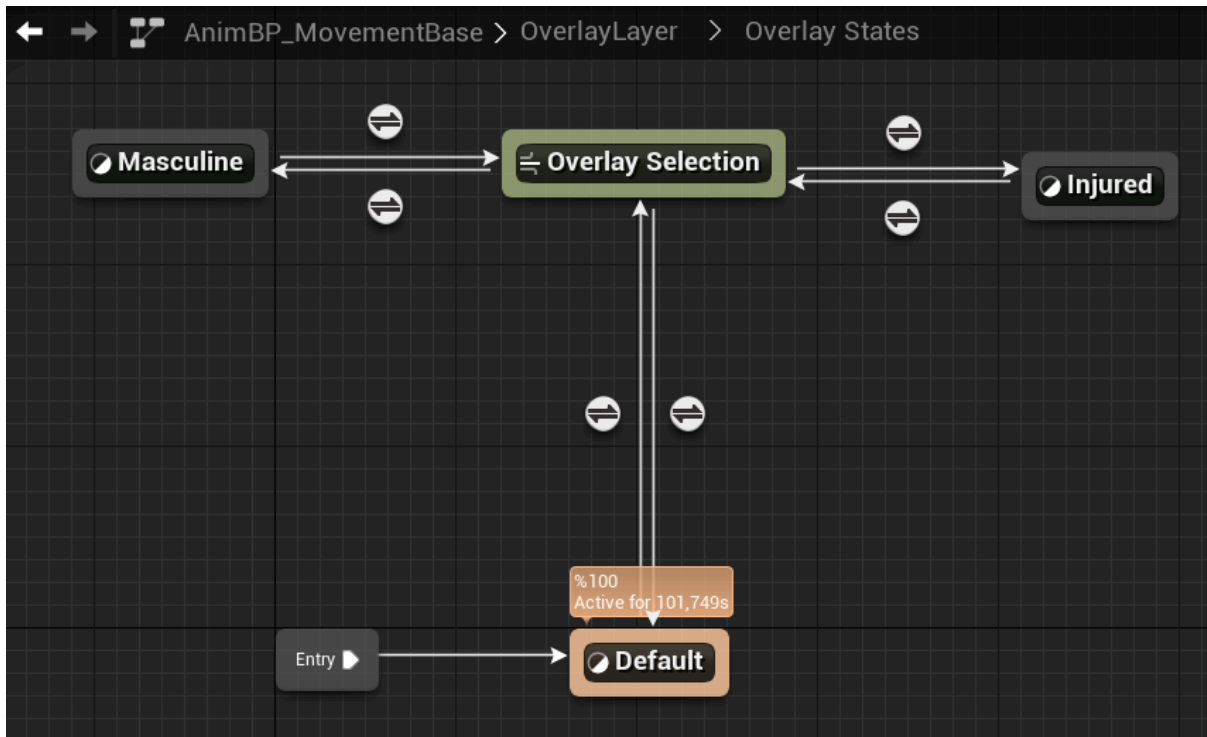 AnimBP_MovementBase > OverlayLayer > Overlay States
Masculine
Overlay Selection
Injured
%100
Active for 101,749s
Entry
Default